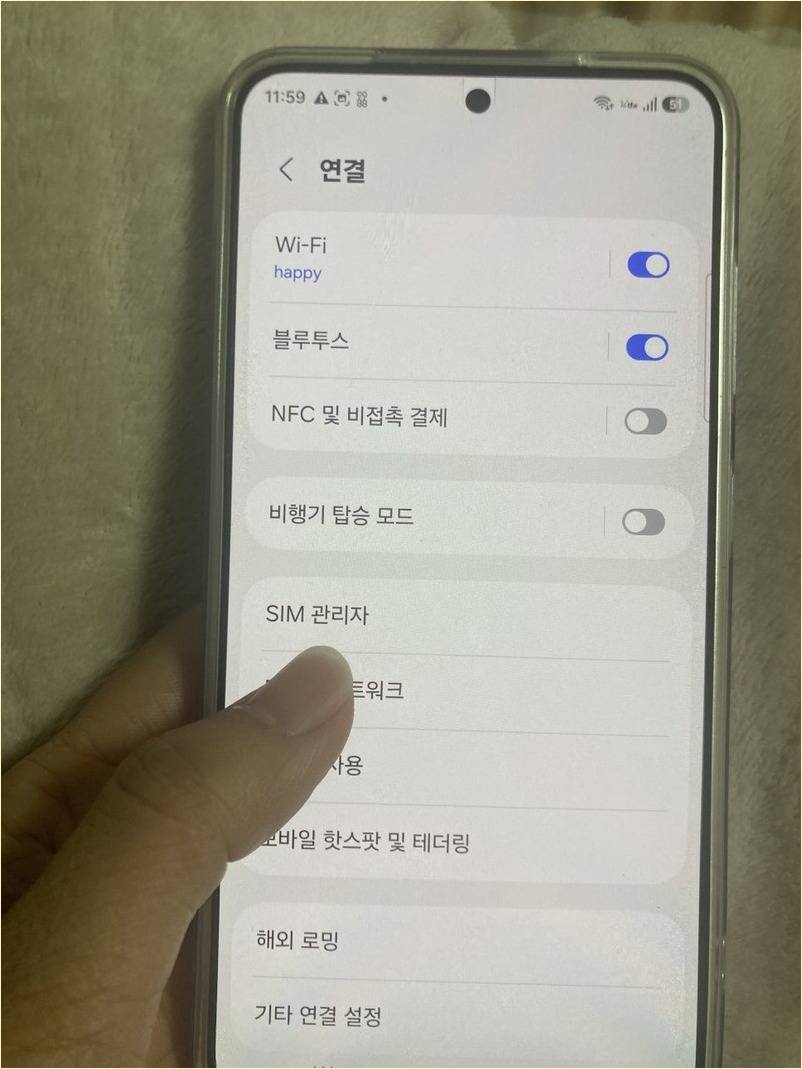 11:59
51
연결
Wi-Fi
happy
블루투스
NFC 및 비접촉 결제
비행기 탑승 모드
SIM 관리자
트워크
사용
모바일 핫스팟 및 테더링
해외 로밍
기타 연결 설정